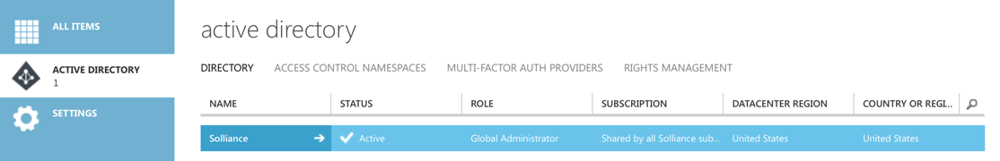 ALL ITEMS
ACTIVE DIRECTORY
1
SETTINGS
active directory
DIRECTORY ACCESS CONTROL NAMESPACES MULTI-FACTOR AUTH PROVIDERS RIGHTS MANAGEMENT
NAME STATUS ROLE SUBSCRIPTION DATACENTER REGION COUNTRY OR REGI...
Solliance Active Global Administrator Shared by all Solliance sub... United States United States